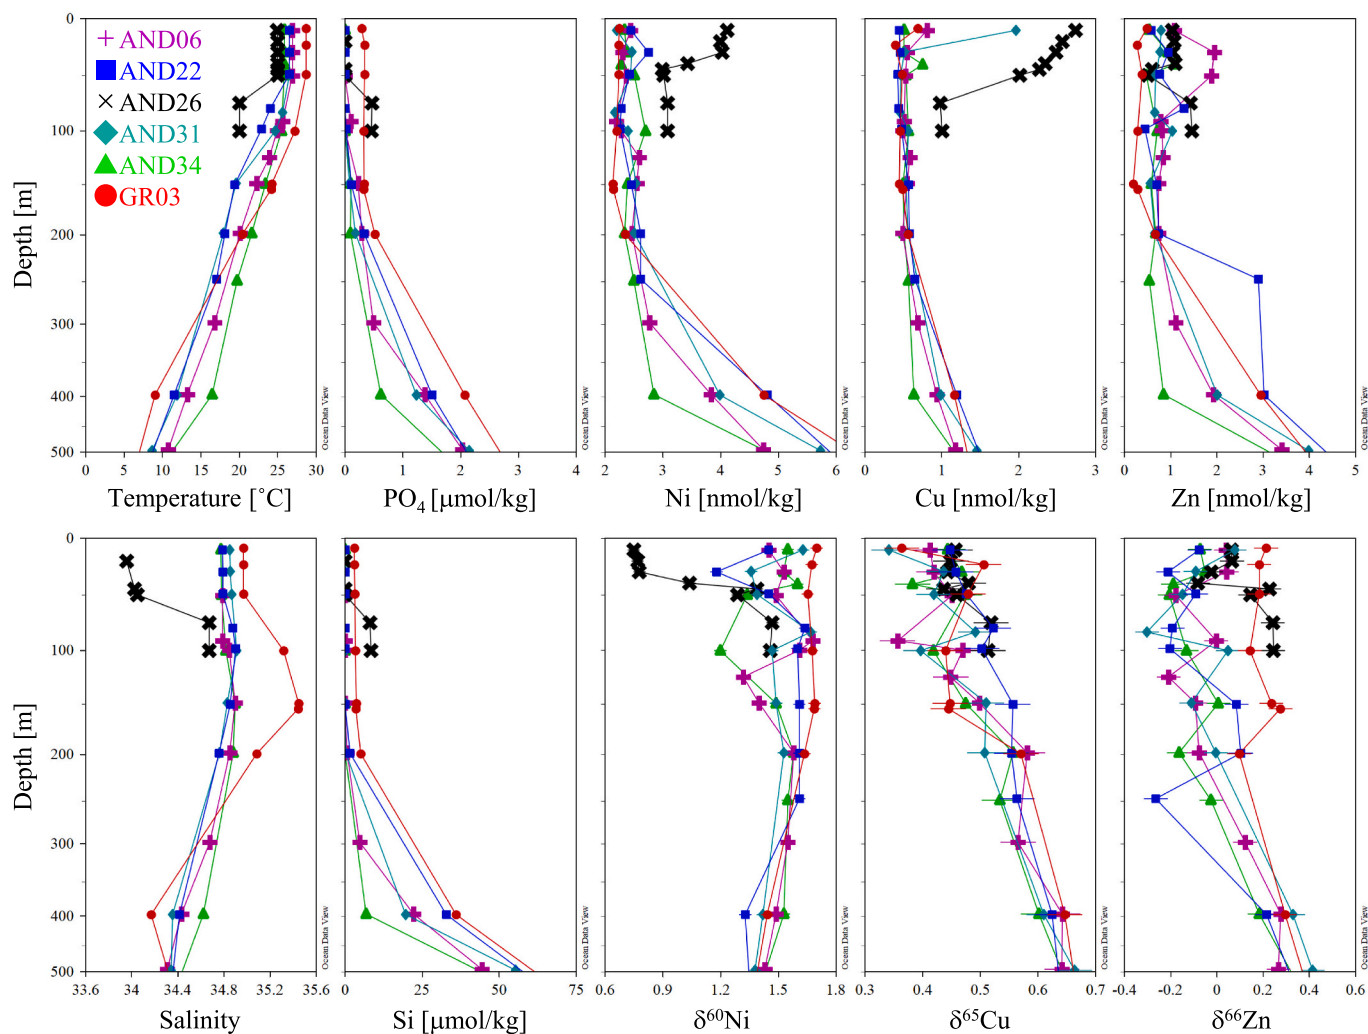 0
100
200
300
400
500
Depth [m]
AND06
AND22
AND26
AND31
AND34
GR03
0 5 10 15 20 25 30
Temperature [˚C]
Ocean Data View
0 1 2 3 4
PO₄ [μmol/kg]
Ocean Data View
2 3 4 5 6
Ni [nmol/kg]
Ocean Data View
0 1 2 3
Cu [nmol/kg]
Ocean Data View
0 1 2 3 4 5
Zn [nmol/kg]
Ocean Data View
0
100
200
300
400
500
Depth [m]
33.6 34 34.4 34.8 35.2 35.6
Salinity
Ocean Data View
0 25 50 75
Si [μmol/kg]
Ocean Data View
0.6 0.9 1.2 1.5 1.8
δ⁶⁰Ni
Ocean Data View
0.3 0.4 0.5 0.6 0.7
δ⁶⁵Cu
Ocean Data View
-0.4 -0.2 0 0.2 0.4 0.6
δ⁶⁶Zn
Ocean Data View